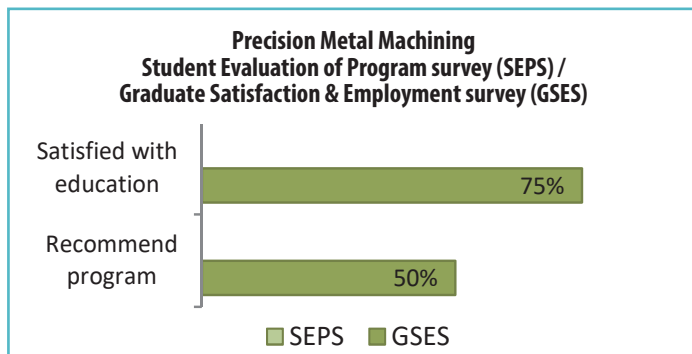 Precision Metal Machining
Student Evaluation of Program survey (SEPS) /
Graduate Satisfaction & Employment survey (GSES)
Satisfied with
education
75%
Recommend
program
50%
SEPS GSES